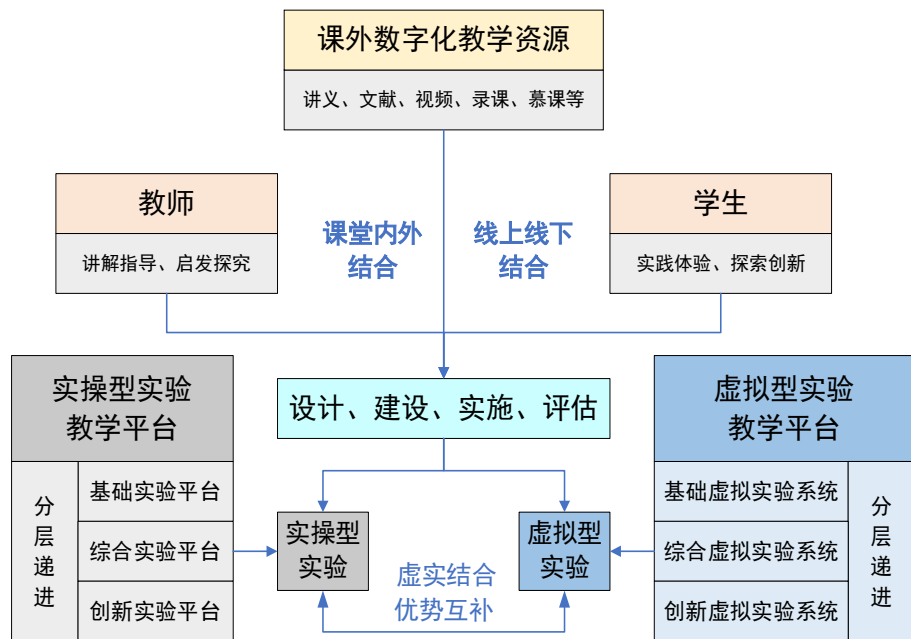 课外数字化教学资源
讲义、文献、视频、录课、慕课等
教师
讲解指导、启发探究
课堂内外
结合
线上线下
结合
学生
实践体验、探索创新
实操型实验
教学平台
分层递进
基础实验平台
综合实验平台
创新实验平台
设计、建设、实施、评估
实操型
实验
虚拟型
实验
虚实结合
优势互补
虚拟型实验
教学平台
基础虚拟实验系统
综合虚拟实验系统
创新虚拟实验系统
分层递进